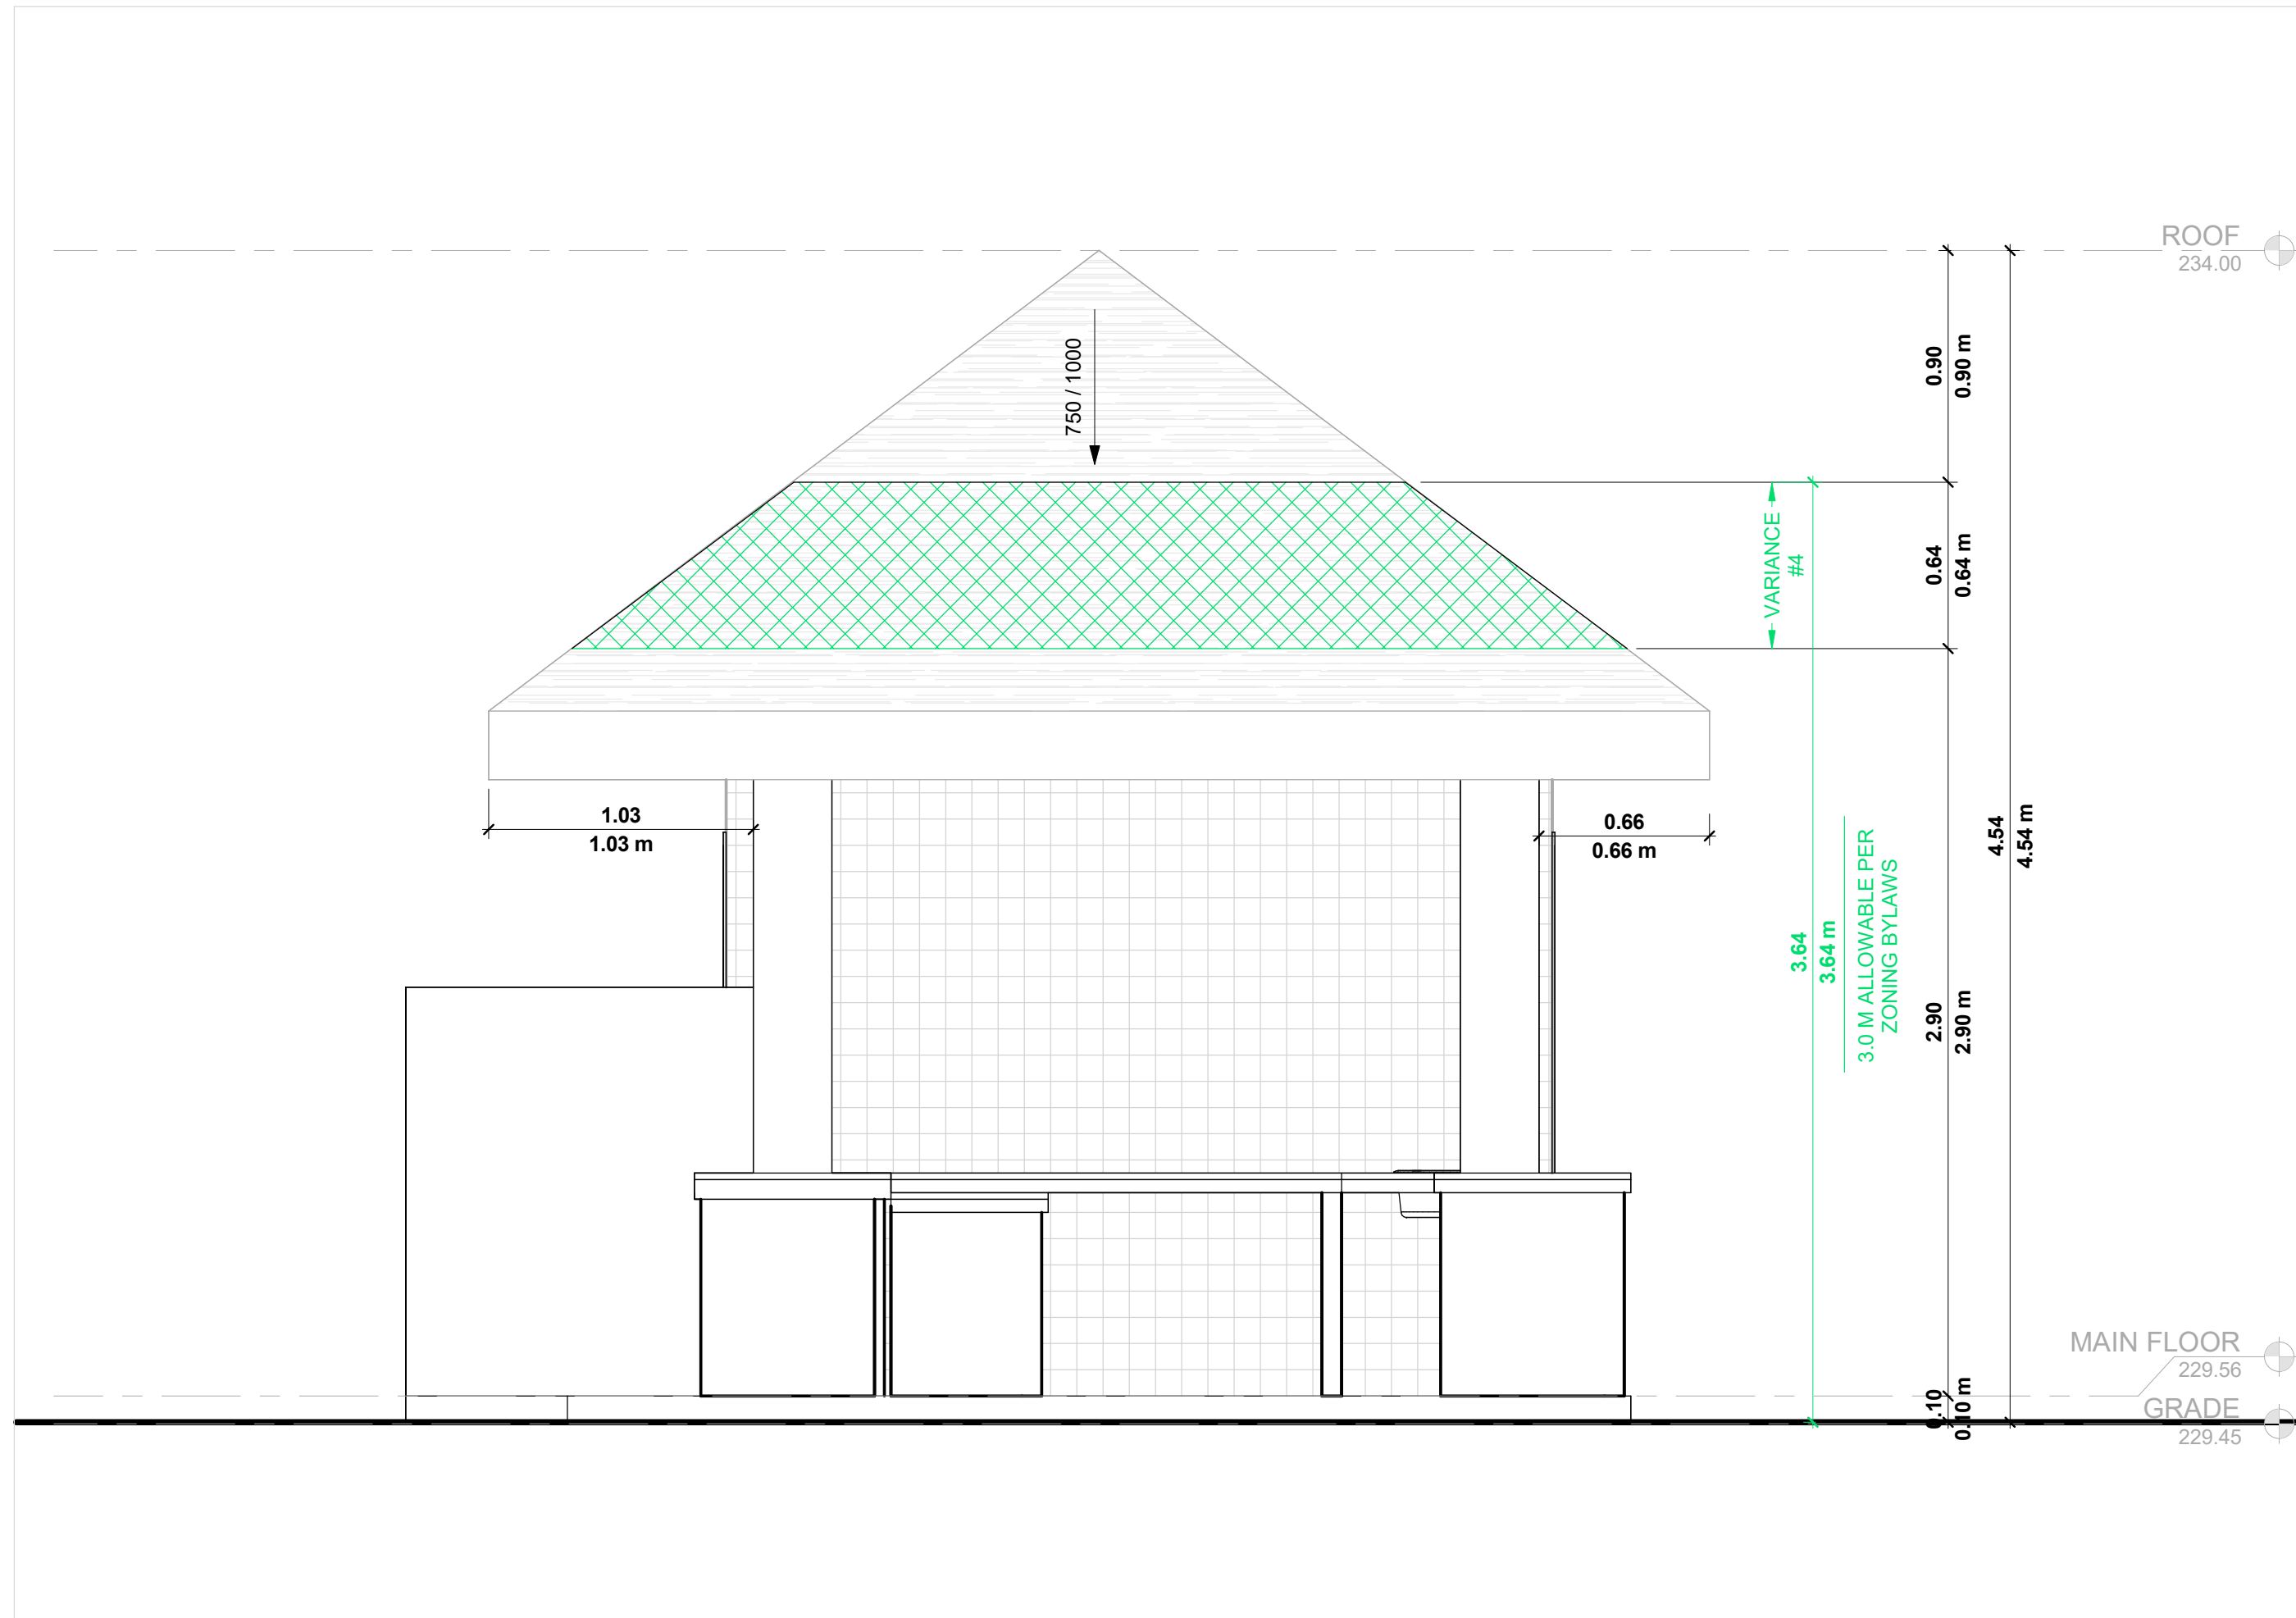 ROOF
234.00
750 / 1000
0.90
0.90 m
VARIANCE
#4
0.64
0.64 m
1.03
1.03 m
0.66
0.66 m
3.64
3.64 m
3.0 M ALLOWABLE PER
ZONING BYLAWS
2.90
2.90 m
4.54
4.54 m
MAIN FLOOR
229.56
0.10
0.10 m
GRADE
229.45